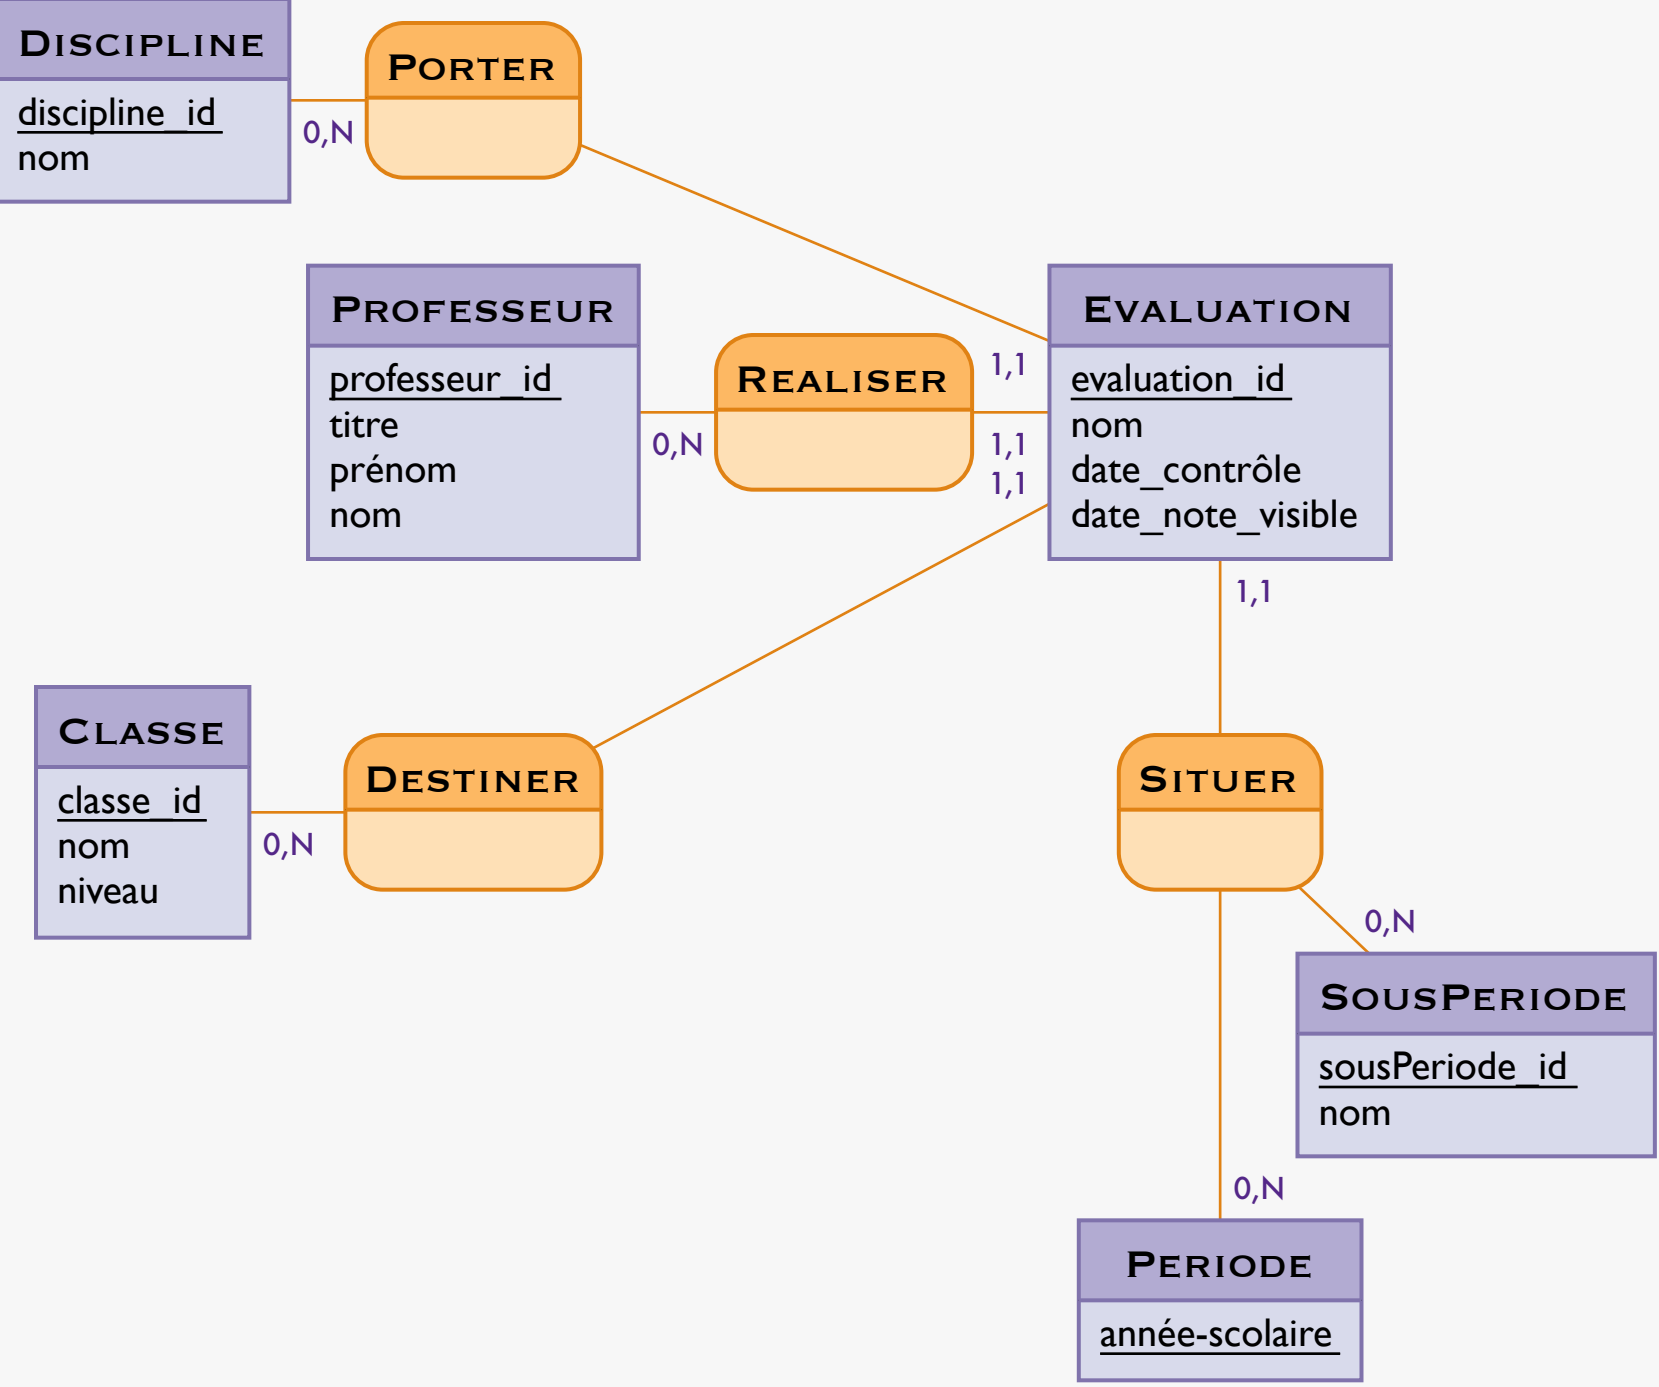 DISCIPLINE
discipline_id
nom
0,N
PORTER
PROFESSEUR
professeur_id
titre
prénom
nom
0,N
REALISER
1,1
1,1
1,1
EVALUATION
evaluation_id
nom
date_contrôle
date_note_visible
1,1
CLASSE
classe_id
nom
niveau
0,N
DESTINER
SITUER
0,N
SOUSPERIODE
sousPeriode_id
nom
0,N
PERIODE
année-scolaire